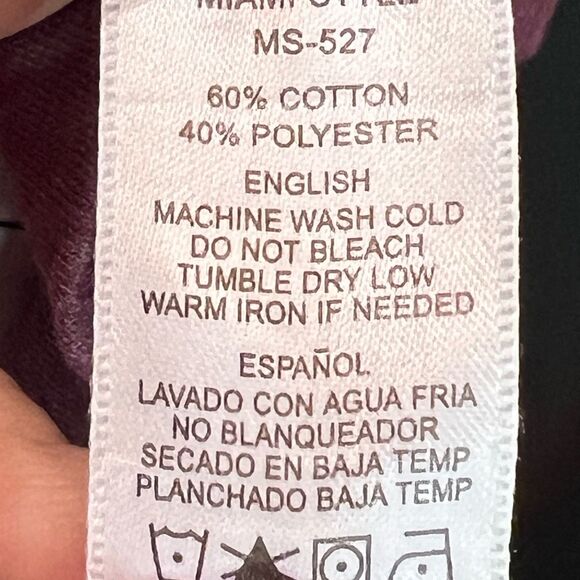 MS-527
60% COTTON
40% POLYESTER
ENGLISH
MACHINE WASH COLD
DO NOT BLEACH
TUMBLE DRY LOW
WARM IRON IF NEEDED
ESPAÑOL
LAVADO CON AGUA FRIA
NO BLANQUEADOR
SECADO EN BAJA TEMP
PLANCHADO BAJA TEMP